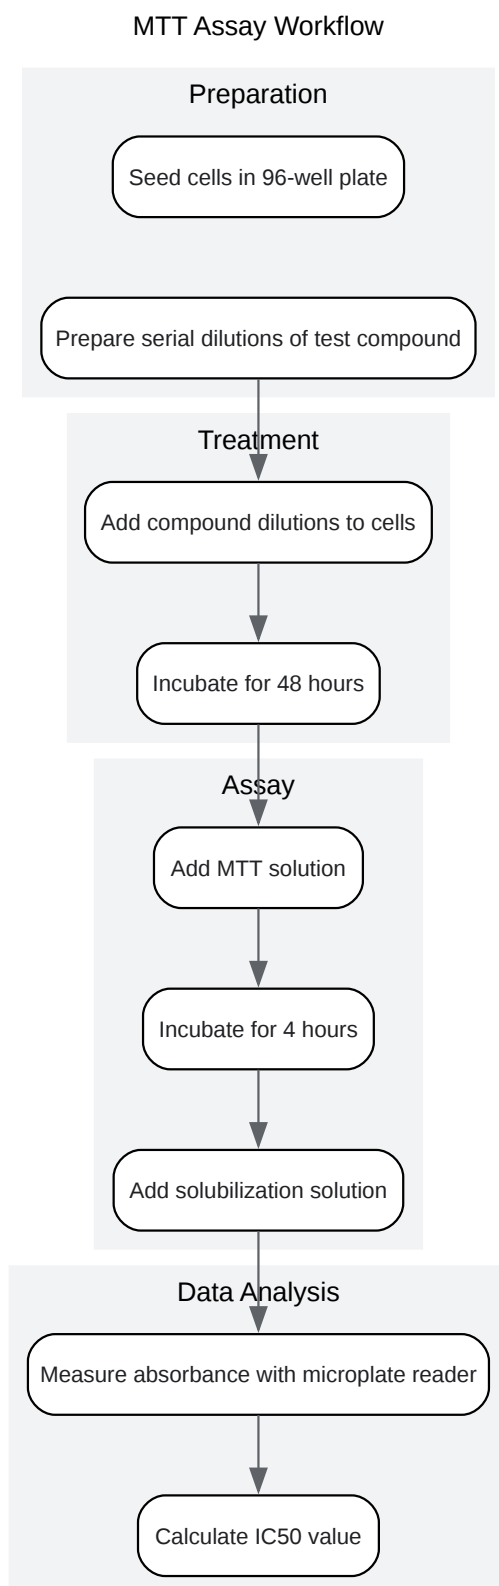 MTT Assay Workflow
Preparation
Seed cells in 96-well plate
Prepare serial dilutions of test compound
Treatment
Add compound dilutions to cells
Incubate for 48 hours
Assay
Add MTT solution
Incubate for 4 hours
Add solubilization solution
Data Analysis
Measure absorbance with microplate reader
Calculate IC50 value